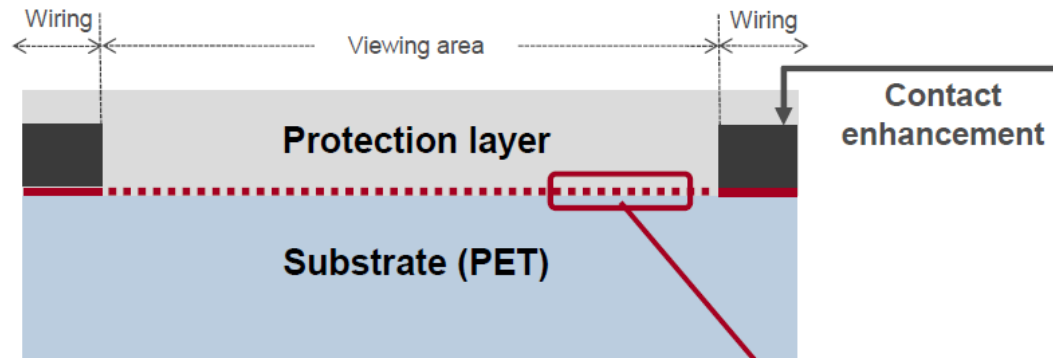 Wiring
Viewing area
Wiring
Contact
enhancement
Protection layer
Substrate (PET)